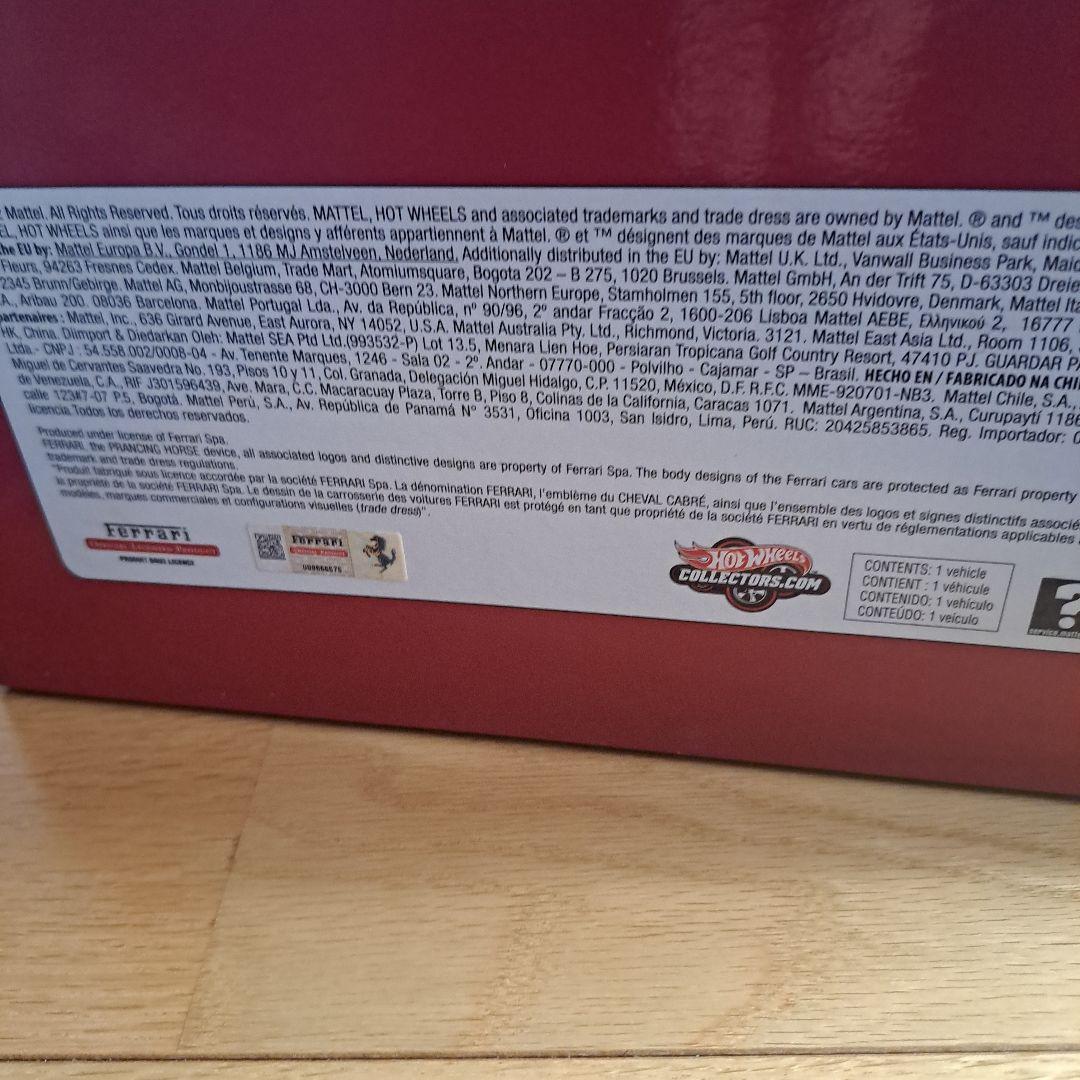 Mattel. All Rights Reserved. Tous droits réservés. MATTEL, HOT WHEELS and associated trademarks and trade dress are owned by Mattel. ® and ™ des
EL, HOT WHEELS ainsi que les marques et designs y afférents appartiennent à Mattel. ® et ™ désignent des marques de Mattel aux États-Unis, sauf indic
the EU by: Mattel Europa B.V., Gondel 1, 1186 MJ Amstelveen, Nederland. Additionally distributed in the EU by: Mattel U.K. Ltd., Vanwall Business Park, Maid
Fleurs, 94263 Fresnes Cedex. Mattel Belgium, Trade Mart, Atomiumsquare, Bogota 202 – B 275, 1020 Brussels. Mattel GmbH, An der Trift 75, D-63303 Dreie
2345 Brunn/Gebirge. Mattel AG, Monbijoustrasse 68, CH-3000 Bern 23. Mattel Northern Europe, Stamholmen 155, 5th floor, 2650 Hvidovre, Denmark, Mattel Ita
A., Aribau 200. 08036 Barcelona. Mattel Portugal Lda., Av. da República, nº 90/96, 2º andar Fracção 2, 1600-206 Lisboa Mattel AEBE, Ελληνικού 2, 16777
partenaires : Mattel, Inc., 636 Girard Avenue, East Aurora, NY 14052, U.S.A. Mattel Australia Pty. Ltd., Richmond, Victoria. 3121. Mattel East Asia Ltd., Room 1106,
HK, China. Diimport & Diedarkan Oleh: Mattel SEA Ptd Ltd.(993532-P) Lot 13.5, Menara Lien Hoe, Persiaran Tropicana Golf Country Resort, 47410 PJ. GUARDAR PA
Ltda.- CNPJ : 54.558.002/0008-04 - Av. Tenente Marques, 1246 - Sala 02 - 2º. Andar - 07770-000 - Polvilho - Cajamar - SP – Brasil. HECHO EN / FABRICADO NA CHI
Miguel de Cervantes Saavedra No. 193, Pisos 10 y 11, Col. Granada, Delegación Miguel Hidalgo, C.P. 11520, México, D.F. R.F.C. MME-920701-NB3. Mattel Chile, S.A.,
de Venezuela, C.A., RIF J301596439, Ave. Mara, C.C. Macaracuay Plaza, Torre B, Piso 8, Colinas de la California, Caracas 1071. Mattel Argentina, S.A., Curupaytí 1186
calle 123#7-07 P.5, Bogotá. Mattel Perú, S.A., Av. República de Panamá N° 3531, Oficina 1003, San Isidro, Lima, Perú. RUC: 20425853865. Reg. Importador: 
licencia.Todos los derechos reservados.
Produced under license of Ferrari Spa.
FERRARI, the PRANCING HORSE device, all associated logos and distinctive designs are property of Ferrari Spa. The body designs of the Ferrari cars are protected as Ferrari property
trademark and trade dress regulations.
"Produit fabriqué sous licence accordée par la société FERRARI Spa. La dénomination FERRARI, l'emblème du CHEVAL CABRÉ, ainsi que l'ensemble des logos et signes distinctifs associé
la propriété de la société FERRARI Spa. Le dessin de la carrosserie des voitures FERRARI est protégé en tant que propriété de la société FERRARI en vertu de réglementations applicables
modèles, marques commerciales et configurations visuelles (trade dress)".
Ferrari
OFFICIAL LICENSED PRODUCT
PRODUIT SOUS LICENCE
Ferrari
HOT WHEELS
COLLECTORS.COM
CONTENTS: 1 vehicle
CONTIENT : 1 véhicule
CONTENIDO: 1 vehículo
CONTEÚDO: 1 veículo
?
service.matte